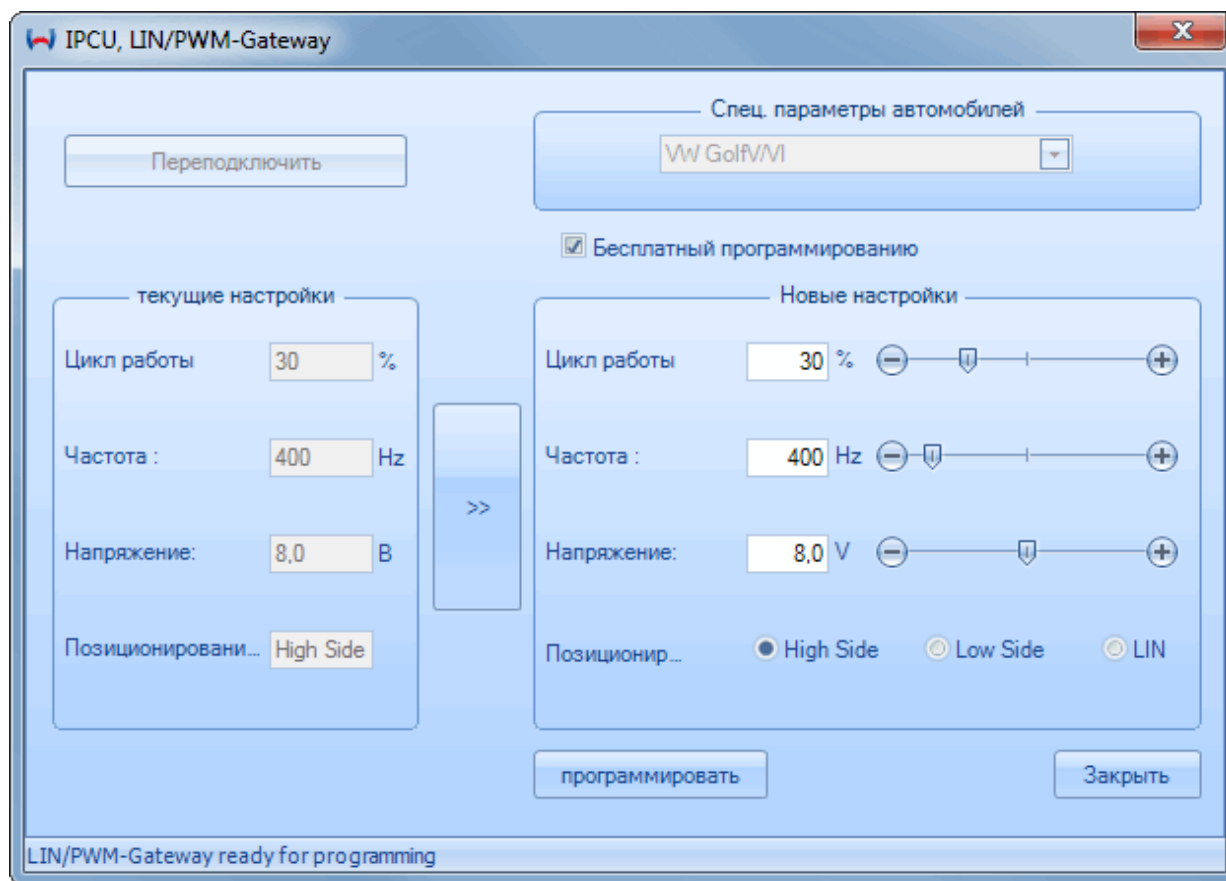 IPCU, LIN/PWM-Gateway
x
Спец. параметры автомобилей
Переподключить
VW GolfV/VI
Бесплатный программированию
текущие настройки
Цикл работы 30 %
Частота : 400 Hz
Напряжение: 8,0 В
Позиционировани... High Side
>>
Новые настройки
Цикл работы 30 %
Частота : 400 Hz
Напряжение: 8,0 V
Позиционир... High Side Low Side LIN
программировать
Закрыть
LIN/PWM-Gateway ready for programming